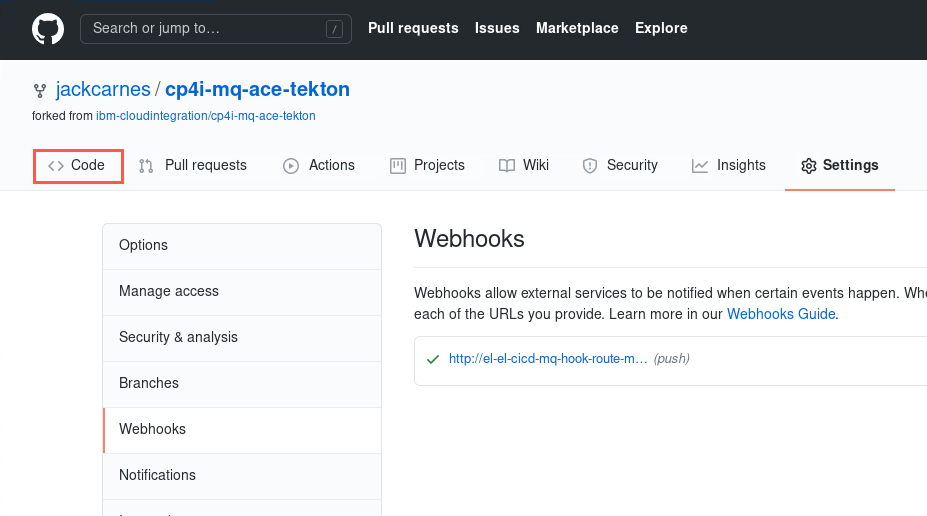 Search or jump to… / Pull requests Issues Marketplace Explore
jackcarnes / cp4i-mq-ace-tekton
forked from ibm-cloudintegration/cp4i-mq-ace-tekton
<> Code Pull requests Actions Projects Wiki Security Insights Settings
Options
Manage access
Security & analysis
Branches
Webhooks
Notifications
Webhooks
Webhooks allow external services to be notified when certain events happen.
each of the URLs you provide. Learn more in our Webhooks Guide.
http://el-el-cicd-mq-hook-route-m… (push)